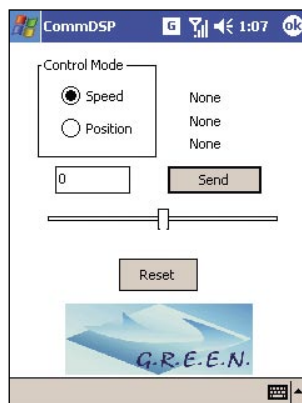 CommDSP G 1:07 ok
Control Mode
Speed
Position
None
None
None
0
Send
Reset
G.R.E.E.N.